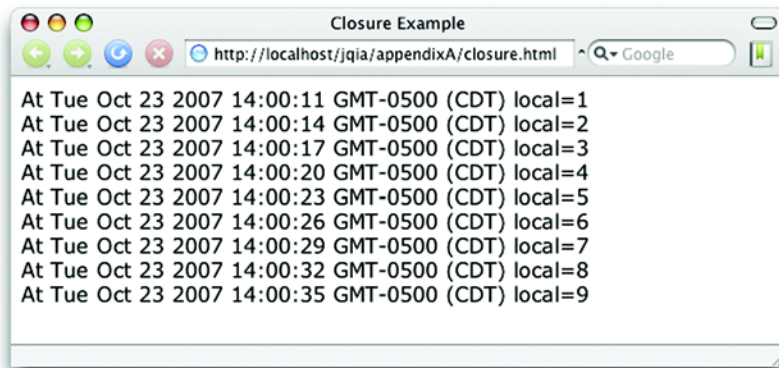 Closure Example
http://localhost/jqia/appendixA/closure.html
Google
At Tue Oct 23 2007 14:00:11 GMT-0500 (CDT) local=1
At Tue Oct 23 2007 14:00:14 GMT-0500 (CDT) local=2
At Tue Oct 23 2007 14:00:17 GMT-0500 (CDT) local=3
At Tue Oct 23 2007 14:00:20 GMT-0500 (CDT) local=4
At Tue Oct 23 2007 14:00:23 GMT-0500 (CDT) local=5
At Tue Oct 23 2007 14:00:26 GMT-0500 (CDT) local=6
At Tue Oct 23 2007 14:00:29 GMT-0500 (CDT) local=7
At Tue Oct 23 2007 14:00:32 GMT-0500 (CDT) local=8
At Tue Oct 23 2007 14:00:35 GMT-0500 (CDT) local=9